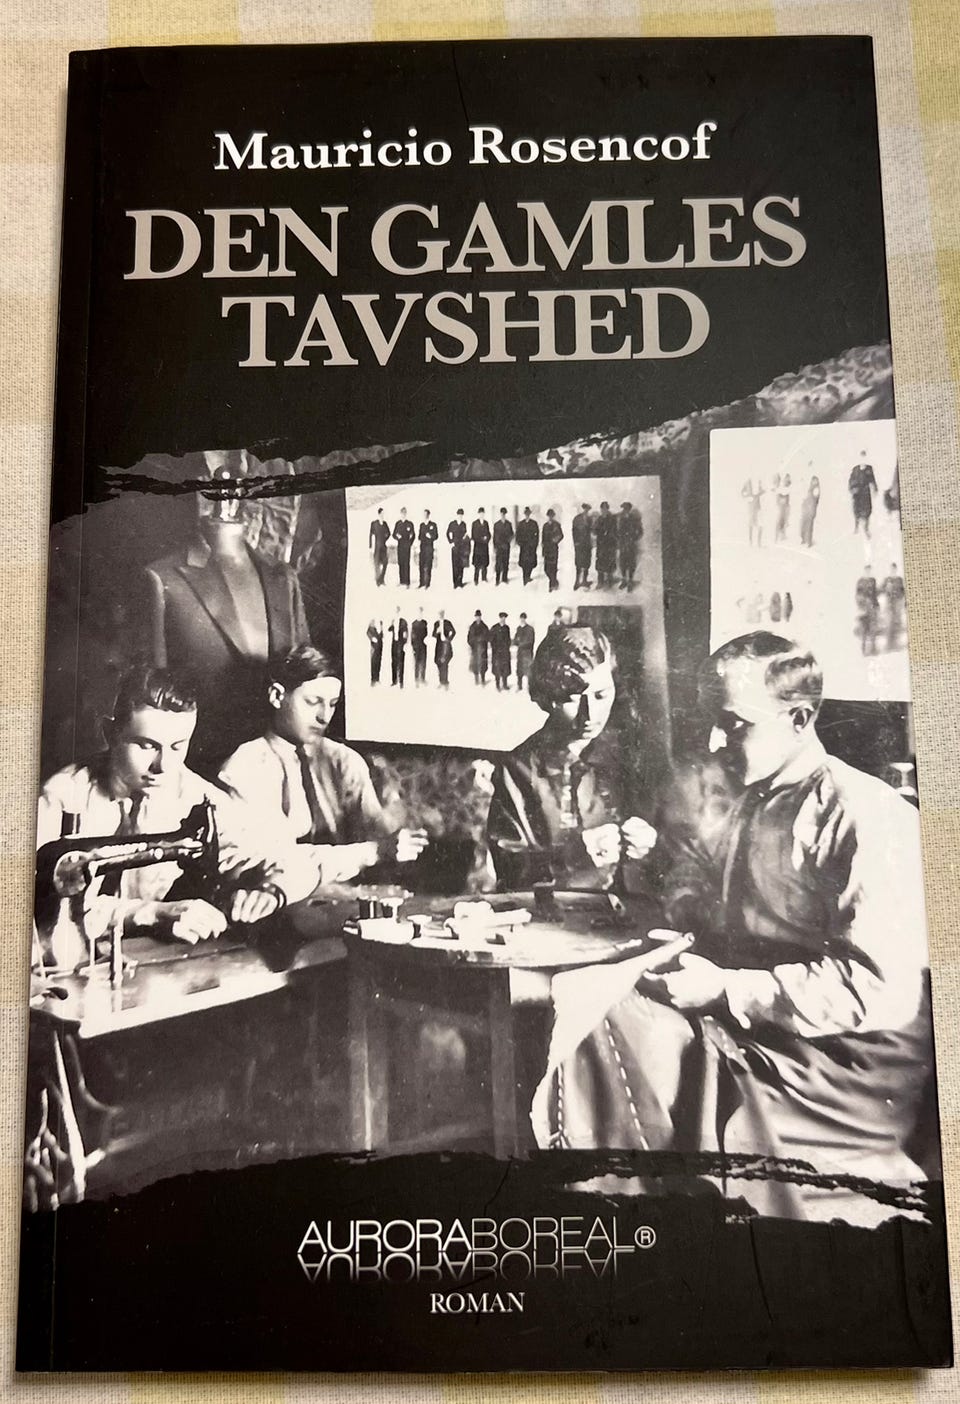 Mauricio Rosencof
DEN GAMLES
TAVSHED
AURORABOREAL®
ROMAN